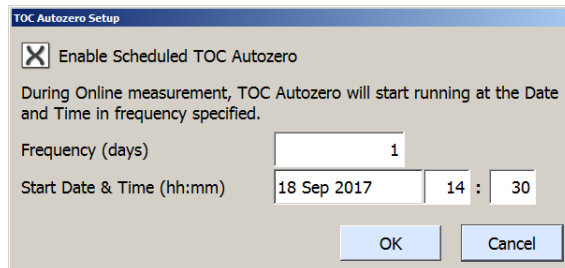 TOC Autozero Setup
Enable Scheduled TOC Autozero
During Online measurement, TOC Autozero will start running at the Date
and Time in frequency specified.
Frequency (days) 1
Start Date & Time (hh:mm) 18 Sep 2017 14 : 30
OK Cancel